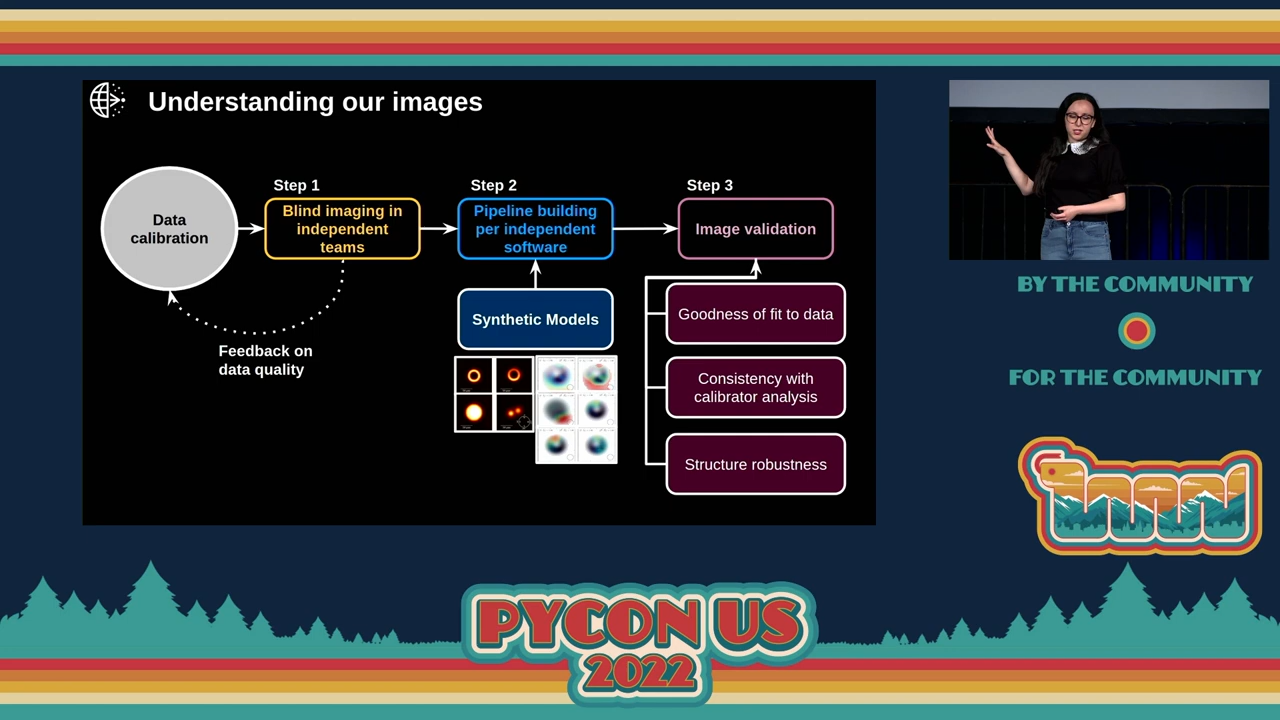 Understanding our images
Step 1
Step 2
Step 3
Data
calibration
Blind imaging in
independent
teams
Pipeline building
per independent
software
Image validation
Synthetic Models
Goodness of fit to data
Feedback on
data quality
Consistency with
calibrator analysis
Structure robustness
BY THE COMMUNITY
FOR THE COMMUNITY
PYCON US
2022